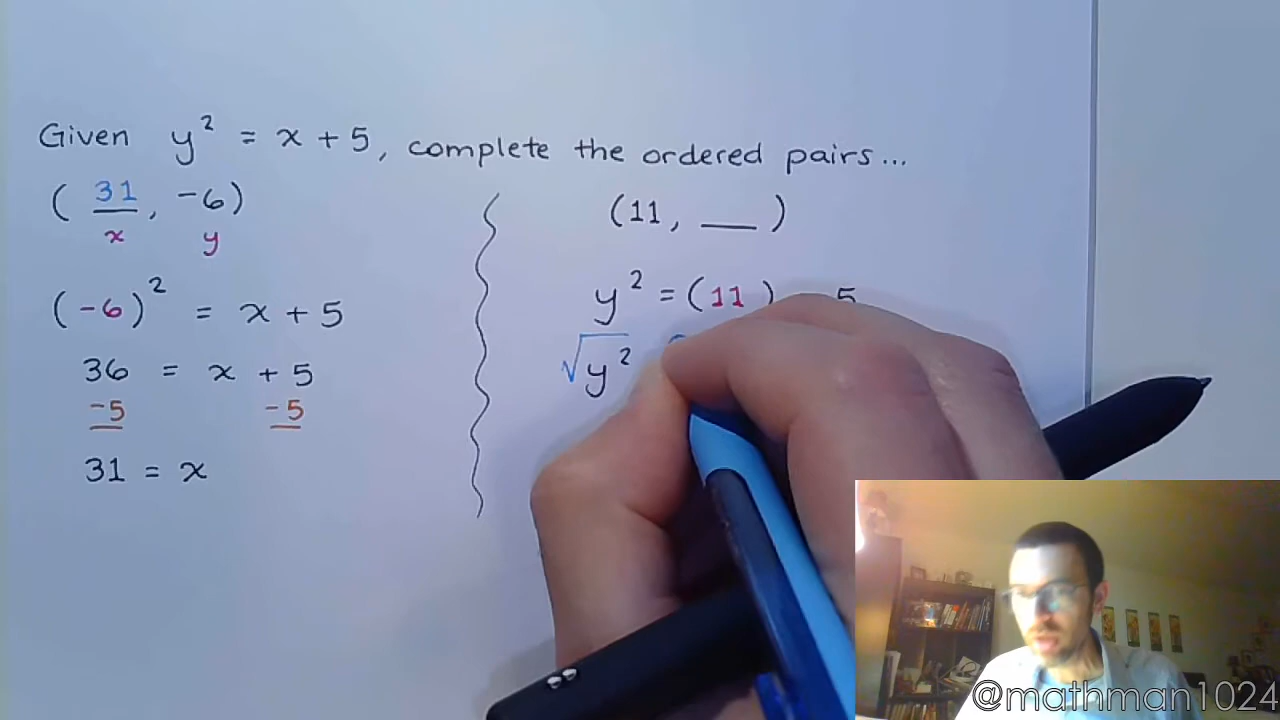 Given y² = x + 5, complete the ordered pairs...
( 31 , -6 )
x y
(-6)² = x + 5
36 = x + 5
-5 -5
31 = x
(11, __ )
y² = (11) 5
√y²
@mathman1024